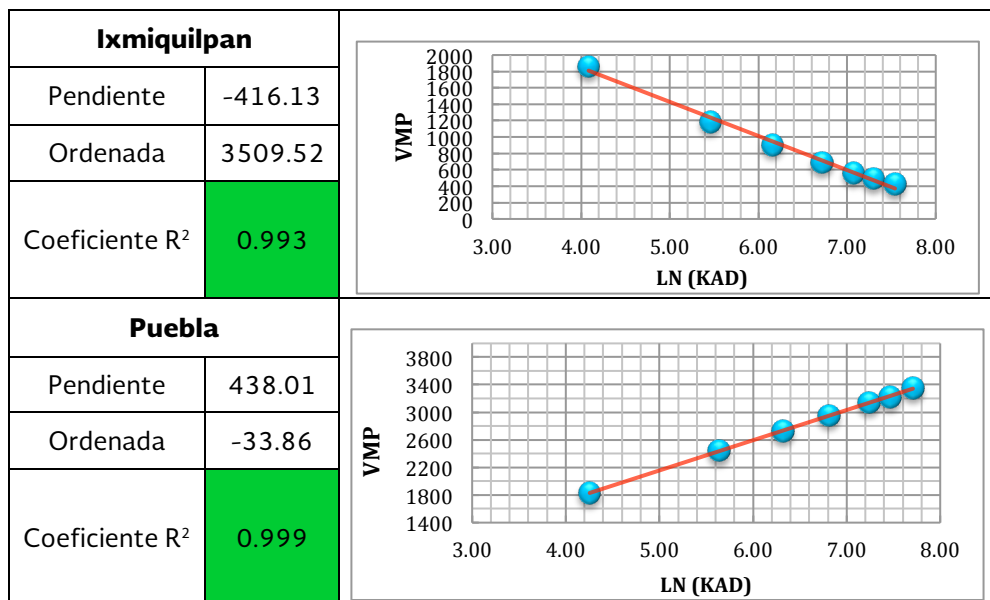 Ixmiquilpan
Pendiente -416.13
Ordenada 3509.52
Coeficiente R² 0.993
2000
1800
1600
1400
1200
1000
800
600
400
200
0
VMP
3.00 4.00 5.00 6.00 7.00 8.00
LN (KAD)
Puebla
Pendiente 438.01
Ordenada -33.86
Coeficiente R² 0.999
3800
3400
3000
2600
2200
1800
1400
VMP
3.00 4.00 5.00 6.00 7.00 8.00
LN (KAD)